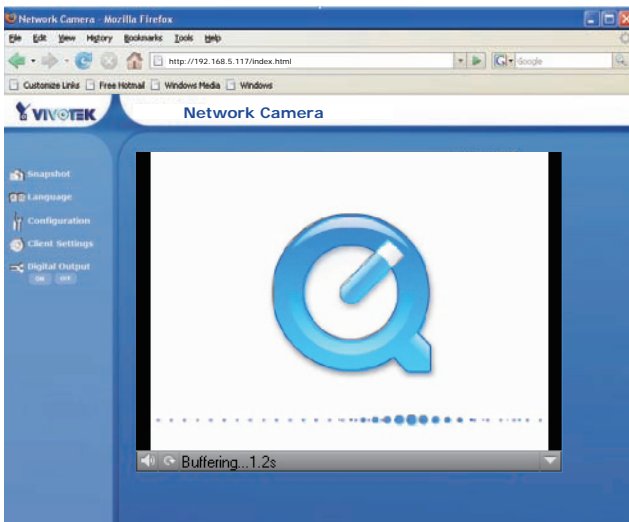 Network Camera - Mozilla Firefox
File Edit View History Bookmarks Tools Help
http://192.168.5.117/index.html
Google
Customize Links Free Hotmail Windows Media Windows
VIVOTEK
Network Camera
Snapshot
Language
Configuration
Client Settings
Digital Output
ON OFF
Buffering...1.2s